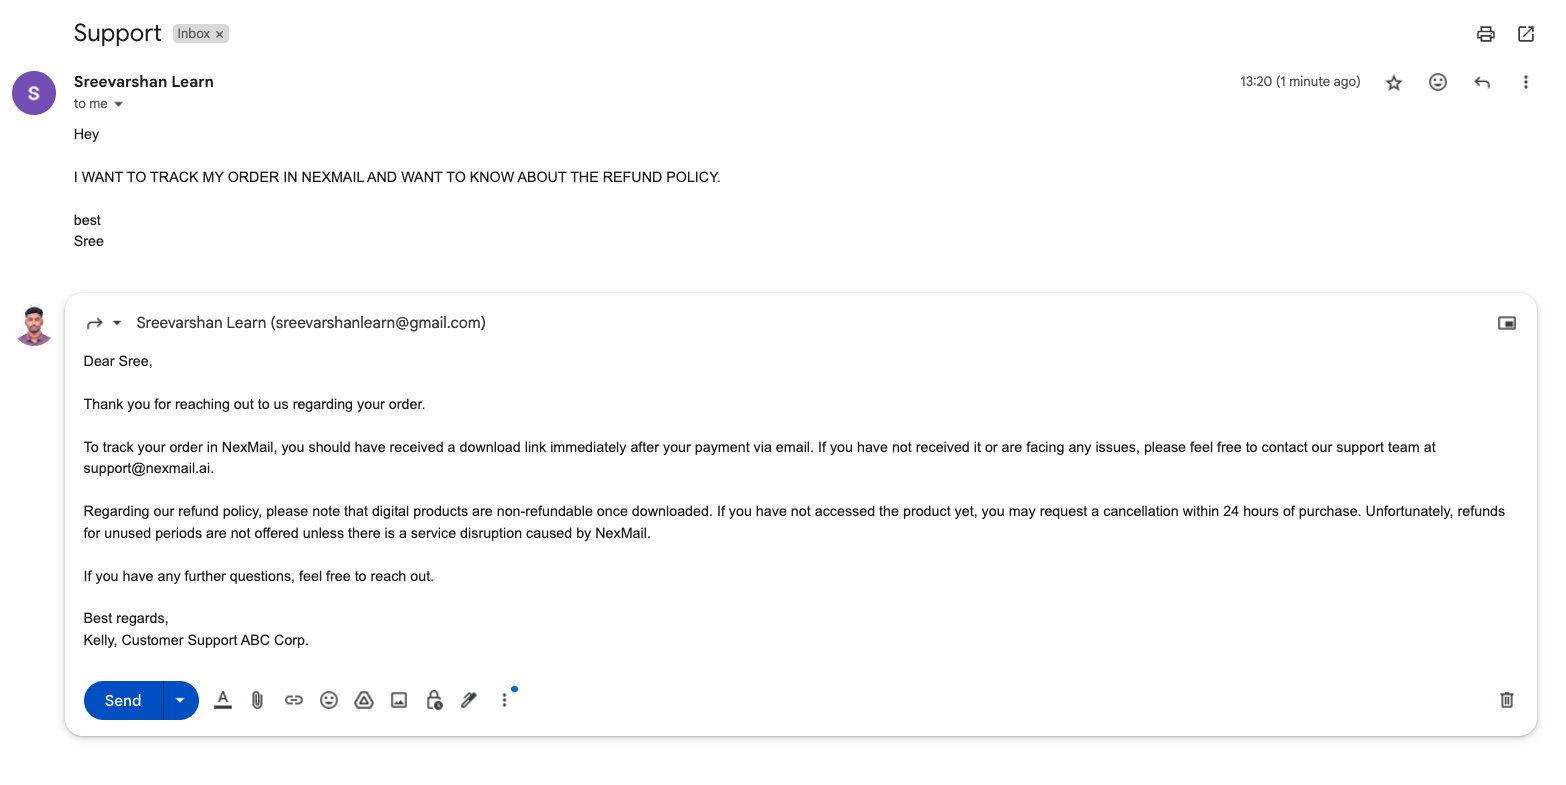 Support Inbox ×
S
Sreevarshan Learn 13:20 (1 minute ago)
to me
Hey
I WANT TO TRACK MY ORDER IN NEXMAIL AND WANT TO KNOW ABOUT THE REFUND POLICY.
best
Sree
Sreevarshan Learn (sreevarshanlearn@gmail.com)
Dear Sree,
Thank you for reaching out to us regarding your order.
To track your order in NexMail, you should have received a download link immediately after your payment via email. If you have not received it or are facing any issues, please feel free to contact our support team at
support@nexmail.ai.
Regarding our refund policy, please note that digital products are non-refundable once downloaded. If you have not accessed the product yet, you may request a cancellation within 24 hours of purchase. Unfortunately, refunds
for unused periods are not offered unless there is a service disruption caused by NexMail.
If you have any further questions, feel free to reach out.
Best regards,
Kelly, Customer Support ABC Corp.
Send